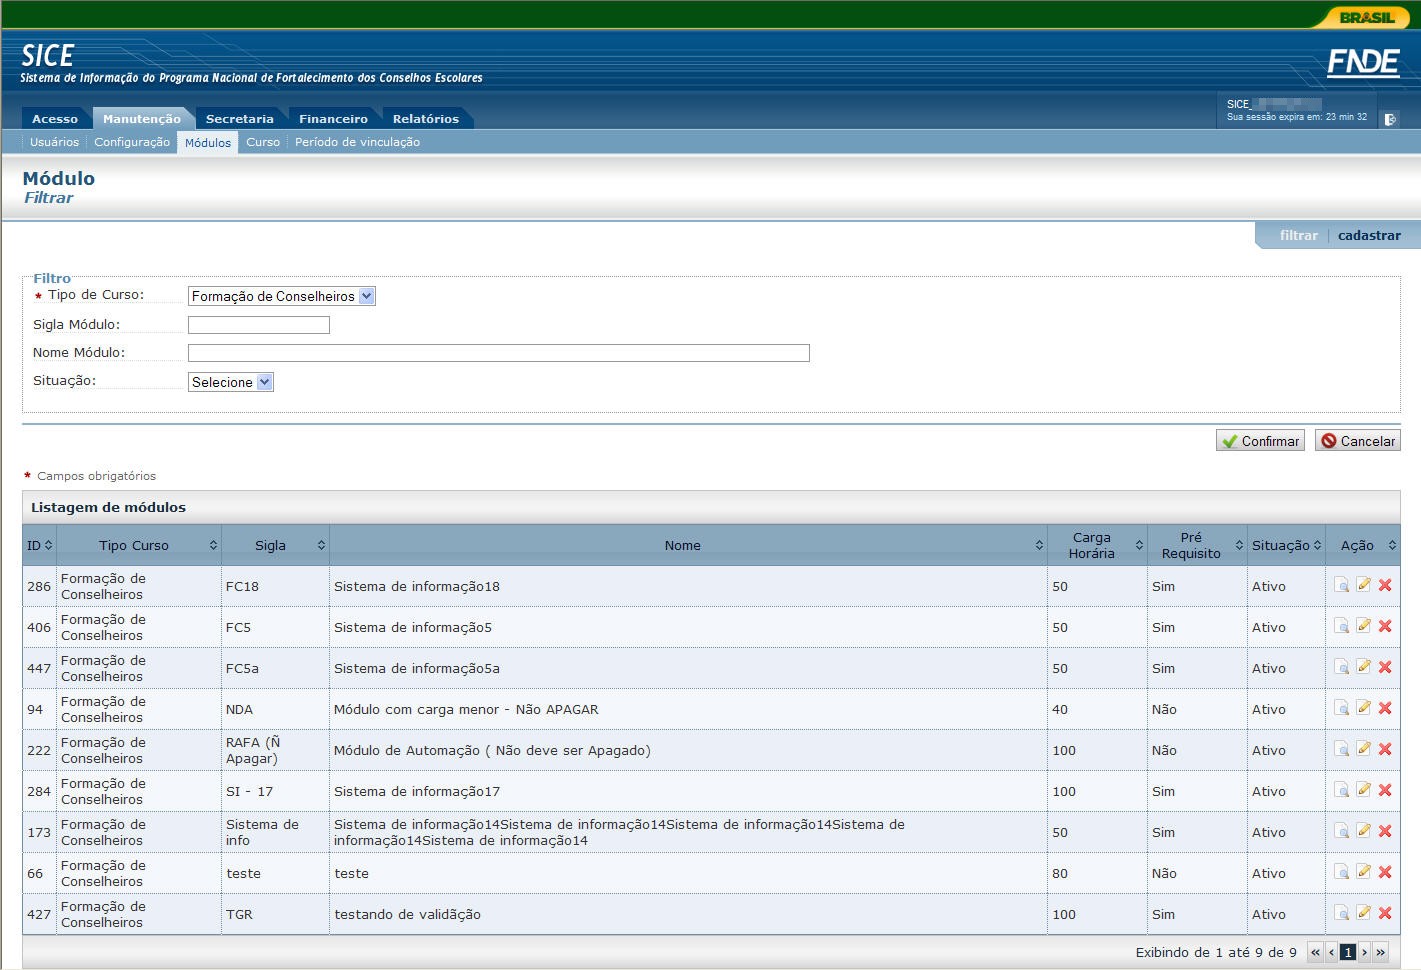 BRASIL
SICE
Sistema de Informação do Programa Nacional de Fortalecimento dos Conselhos Escolares
FNDE
SICE_
Sua sessão expira em: 23 min 32
Acesso Manutenção Secretaria Financeiro Relatórios
Usuários Configuração Módulos Curso Período de vinculação
Módulo
Filtrar
filtrar cadastrar
Filtro
* Tipo de Curso: Formação de Conselheiros
Sigla Módulo:
Nome Módulo:
Situação: Selecione
Confirmar Cancelar
* Campos obrigatórios
Listagem de módulos
ID Tipo Curso Sigla Nome Carga Horária Pré Requisito Situação Ação
286 Formação de Conselheiros FC18 Sistema de informação18 50 Sim Ativo
406 Formação de Conselheiros FC5 Sistema de informação5 50 Sim Ativo
447 Formação de Conselheiros FC5a Sistema de informação5a 50 Sim Ativo
94 Formação de Conselheiros NDA Módulo com carga menor - Não APAGAR 40 Não Ativo
222 Formação de Conselheiros RAFA (Ñ Apagar) Módulo de Automação ( Não deve ser Apagado) 100 Não Ativo
284 Formação de Conselheiros SI - 17 Sistema de informação17 100 Sim Ativo
173 Formação de Conselheiros Sistema de info Sistema de informação14Sistema de informação14Sistema de informação14Sistema de informação14Sistema de informação14 50 Sim Ativo
66 Formação de Conselheiros teste teste 80 Não Ativo
427 Formação de Conselheiros TGR testando de validãção 100 Sim Ativo
Exibindo de 1 até 9 de 9 « ‹ 1 › »